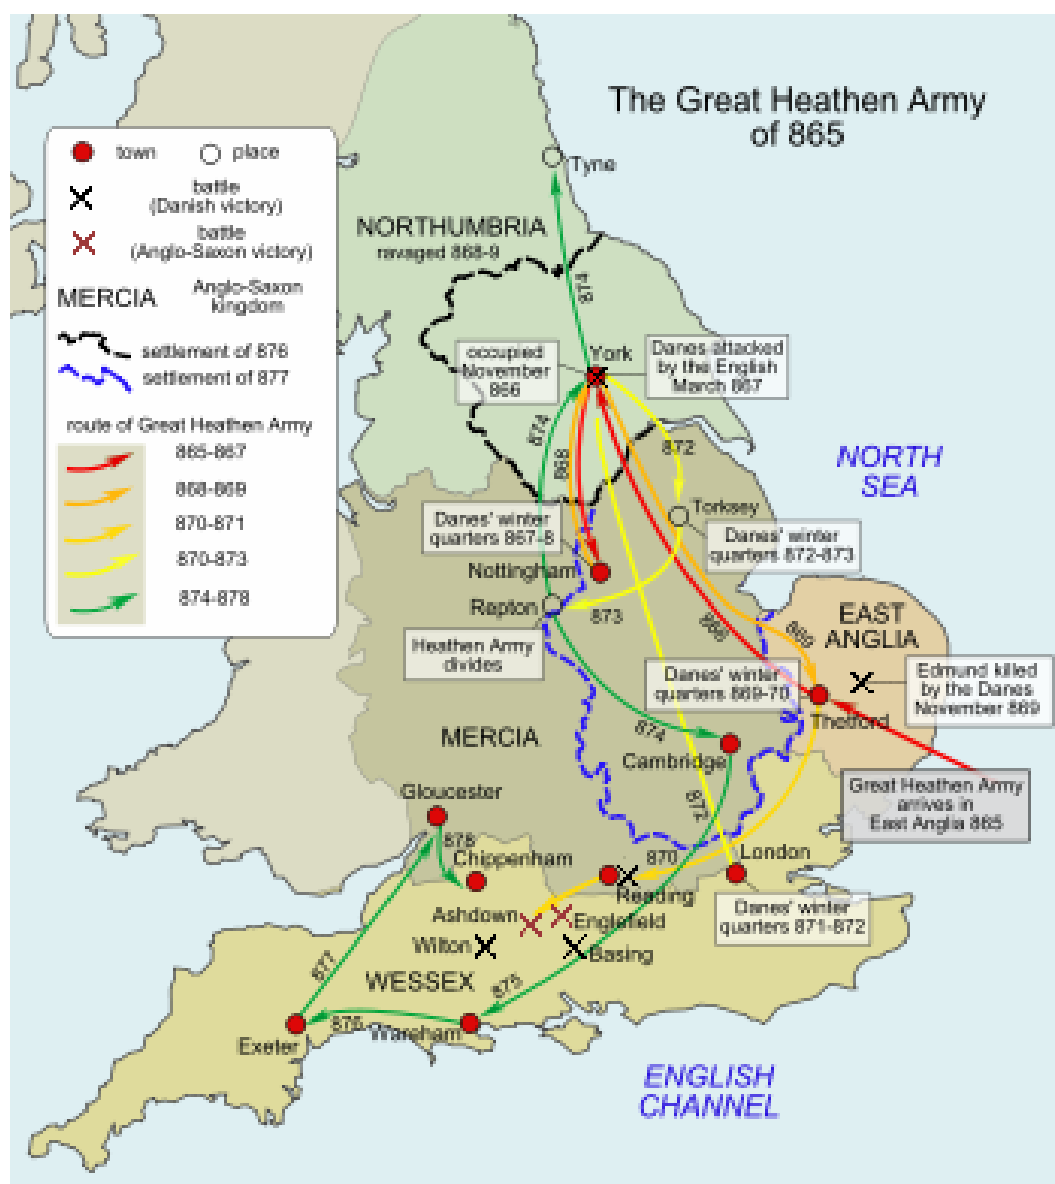 The Great Heathen Army
of 865
town
place
battle
(Danish victory)
battle
(Anglo-Saxon victory)
MERCIA
Anglo-Saxon
kingdom
settlement of 876
settlement of 877
route of Great Heathen Army
865-867
868-869
870-871
870-873
874-878
Tyne
NORTHUMBRIA
ravaged 868-9
874
occupied
November
866
York
Danes attacked
by the English
March 867
874
868
872
NORTH
SEA
Torksey
Danes' winter
quarters 867-8
Danes' winter
quarters 872-873
Nottingham
Repton
873
Heathen Army
divides
866
869
EAST
ANGLIA
Danes' winter
quarters 869-70
Edmund killed
by the Danes
November 869
Thetford
874
MERCIA
Cambridge
Great Heathen Army
arrives in
East Anglia 865
872
Gloucester
878
Chippenham
870
London
Reading
Danes' winter
quarters 871-872
Ashdown
Englefield
Wilton
Basing
WESSEX
877
875
876
Wareham
Exeter
ENGLISH
CHANNEL